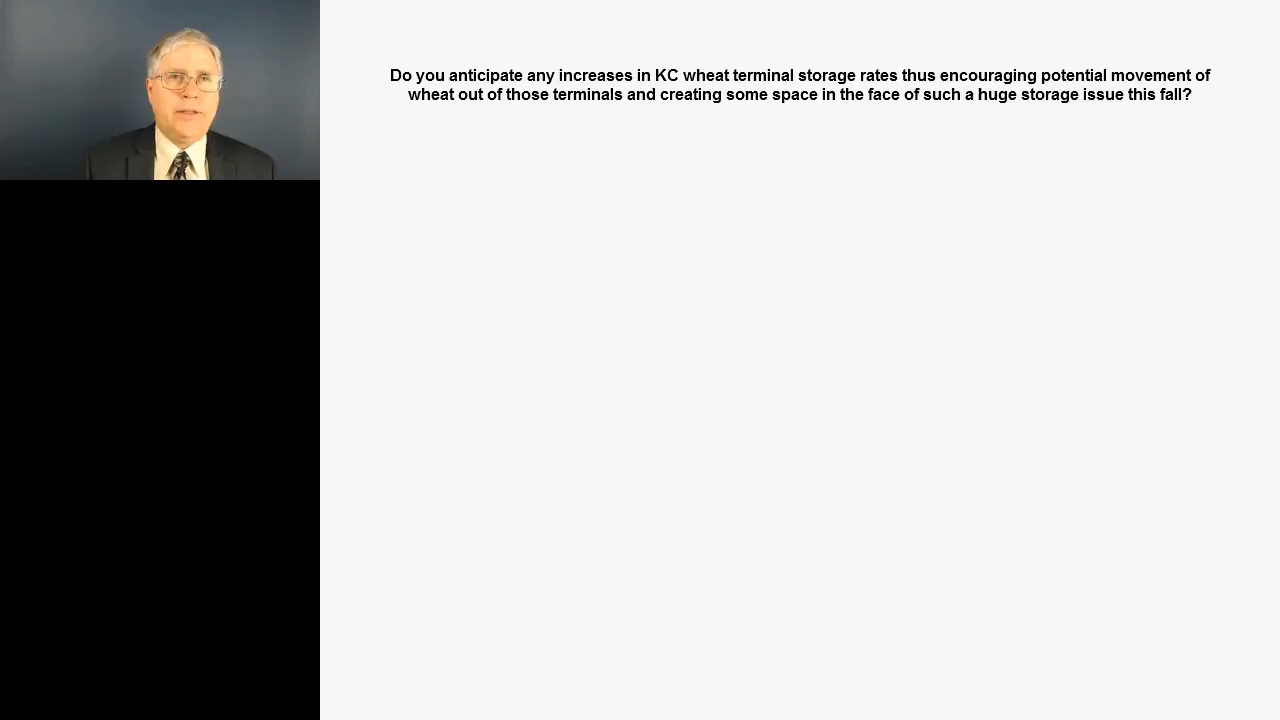 Do you anticipate any increases in KC wheat terminal storage rates thus encouraging potential movement of
wheat out of those terminals and creating some space in the face of such a huge storage issue this fall?